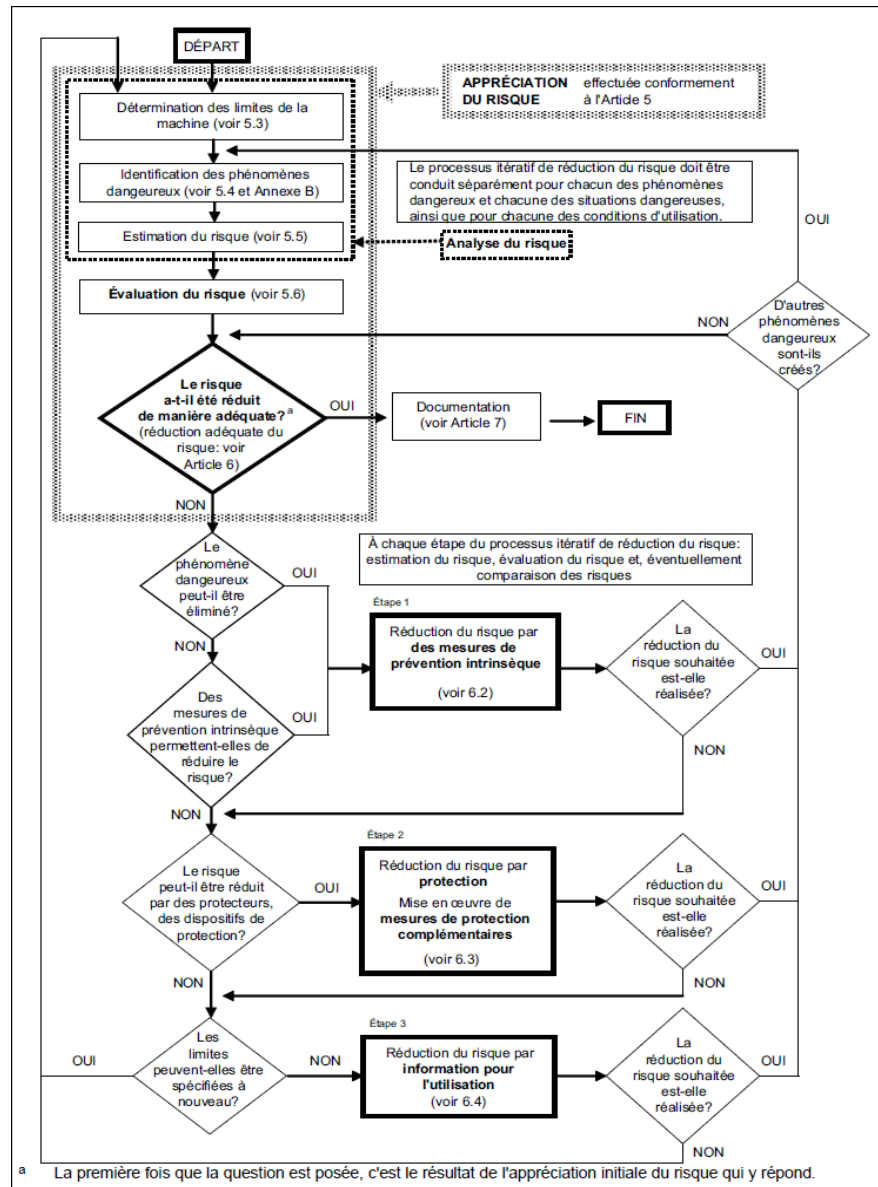 DÉPART
APPRÉCIATION effectuée conformement
DU RISQUE à l'Article 5
Détermination des limites de la
machine (voir 5.3)
Identification des phénomènes
dangeureux (voir 5.4 et Annexe B)
Le processus itératif de réduction du risque doit être
conduit séparément pour chacun des phénomènes
dangereux et chacune des situations dangereuses,
ainsi que pour chacune des conditions d'utilisation.
OUI
Estimation du risque (voir 5.5)
Analyse du risque
Évaluation du risque (voir 5.6)
NON
D'autres
phénomènes
dangeureux
sont-ils
créés?
Le risque
a-t-il été réduit
de manière adéquate? a
(réduction adéquate du
risque: voir
Article 6)
OUI
Documentation
(voir Article 7)
FIN
NON
Le
phénomène
dangeureux
peut-il être
éliminé?
OUI
À chaque étape du processus itératif de réduction du risque:
estimation du risque, évaluation du risque et, éventuellement
comparaison des risques
NON
Étape 1
Réduction du risque par
des mesures de
prévention intrinsèque
(voir 6.2)
La
réduction du
risque souhaitée
est-elle
réalisée?
OUI
Des
mesures de
prévention intrinsèque
permettent-elles de
réduire le
risque?
OUI
NON
NON
Étape 2
Le risque
peut-il être réduit
par des protecteurs,
des dispositifs de
protection?
OUI
Réduction du risque par
protection
Mise en œuvre de
mesures de protection
complémentaires
(voir 6.3)
La
réduction du
risque souhaitée
est-elle
réalisée?
OUI
NON
NON
Étape 3
OUI
Les
limites
peuvent-elles être
spécifiées à
nouveau?
NON
Réduction du risque par
information pour
l'utilisation
(voir 6.4)
La
réduction du
risque souhaitée
est-elle
réalisée?
OUI
NON
a La première fois que la question est posée, c'est le résultat de l'appréciation initiale du risque qui y répond.